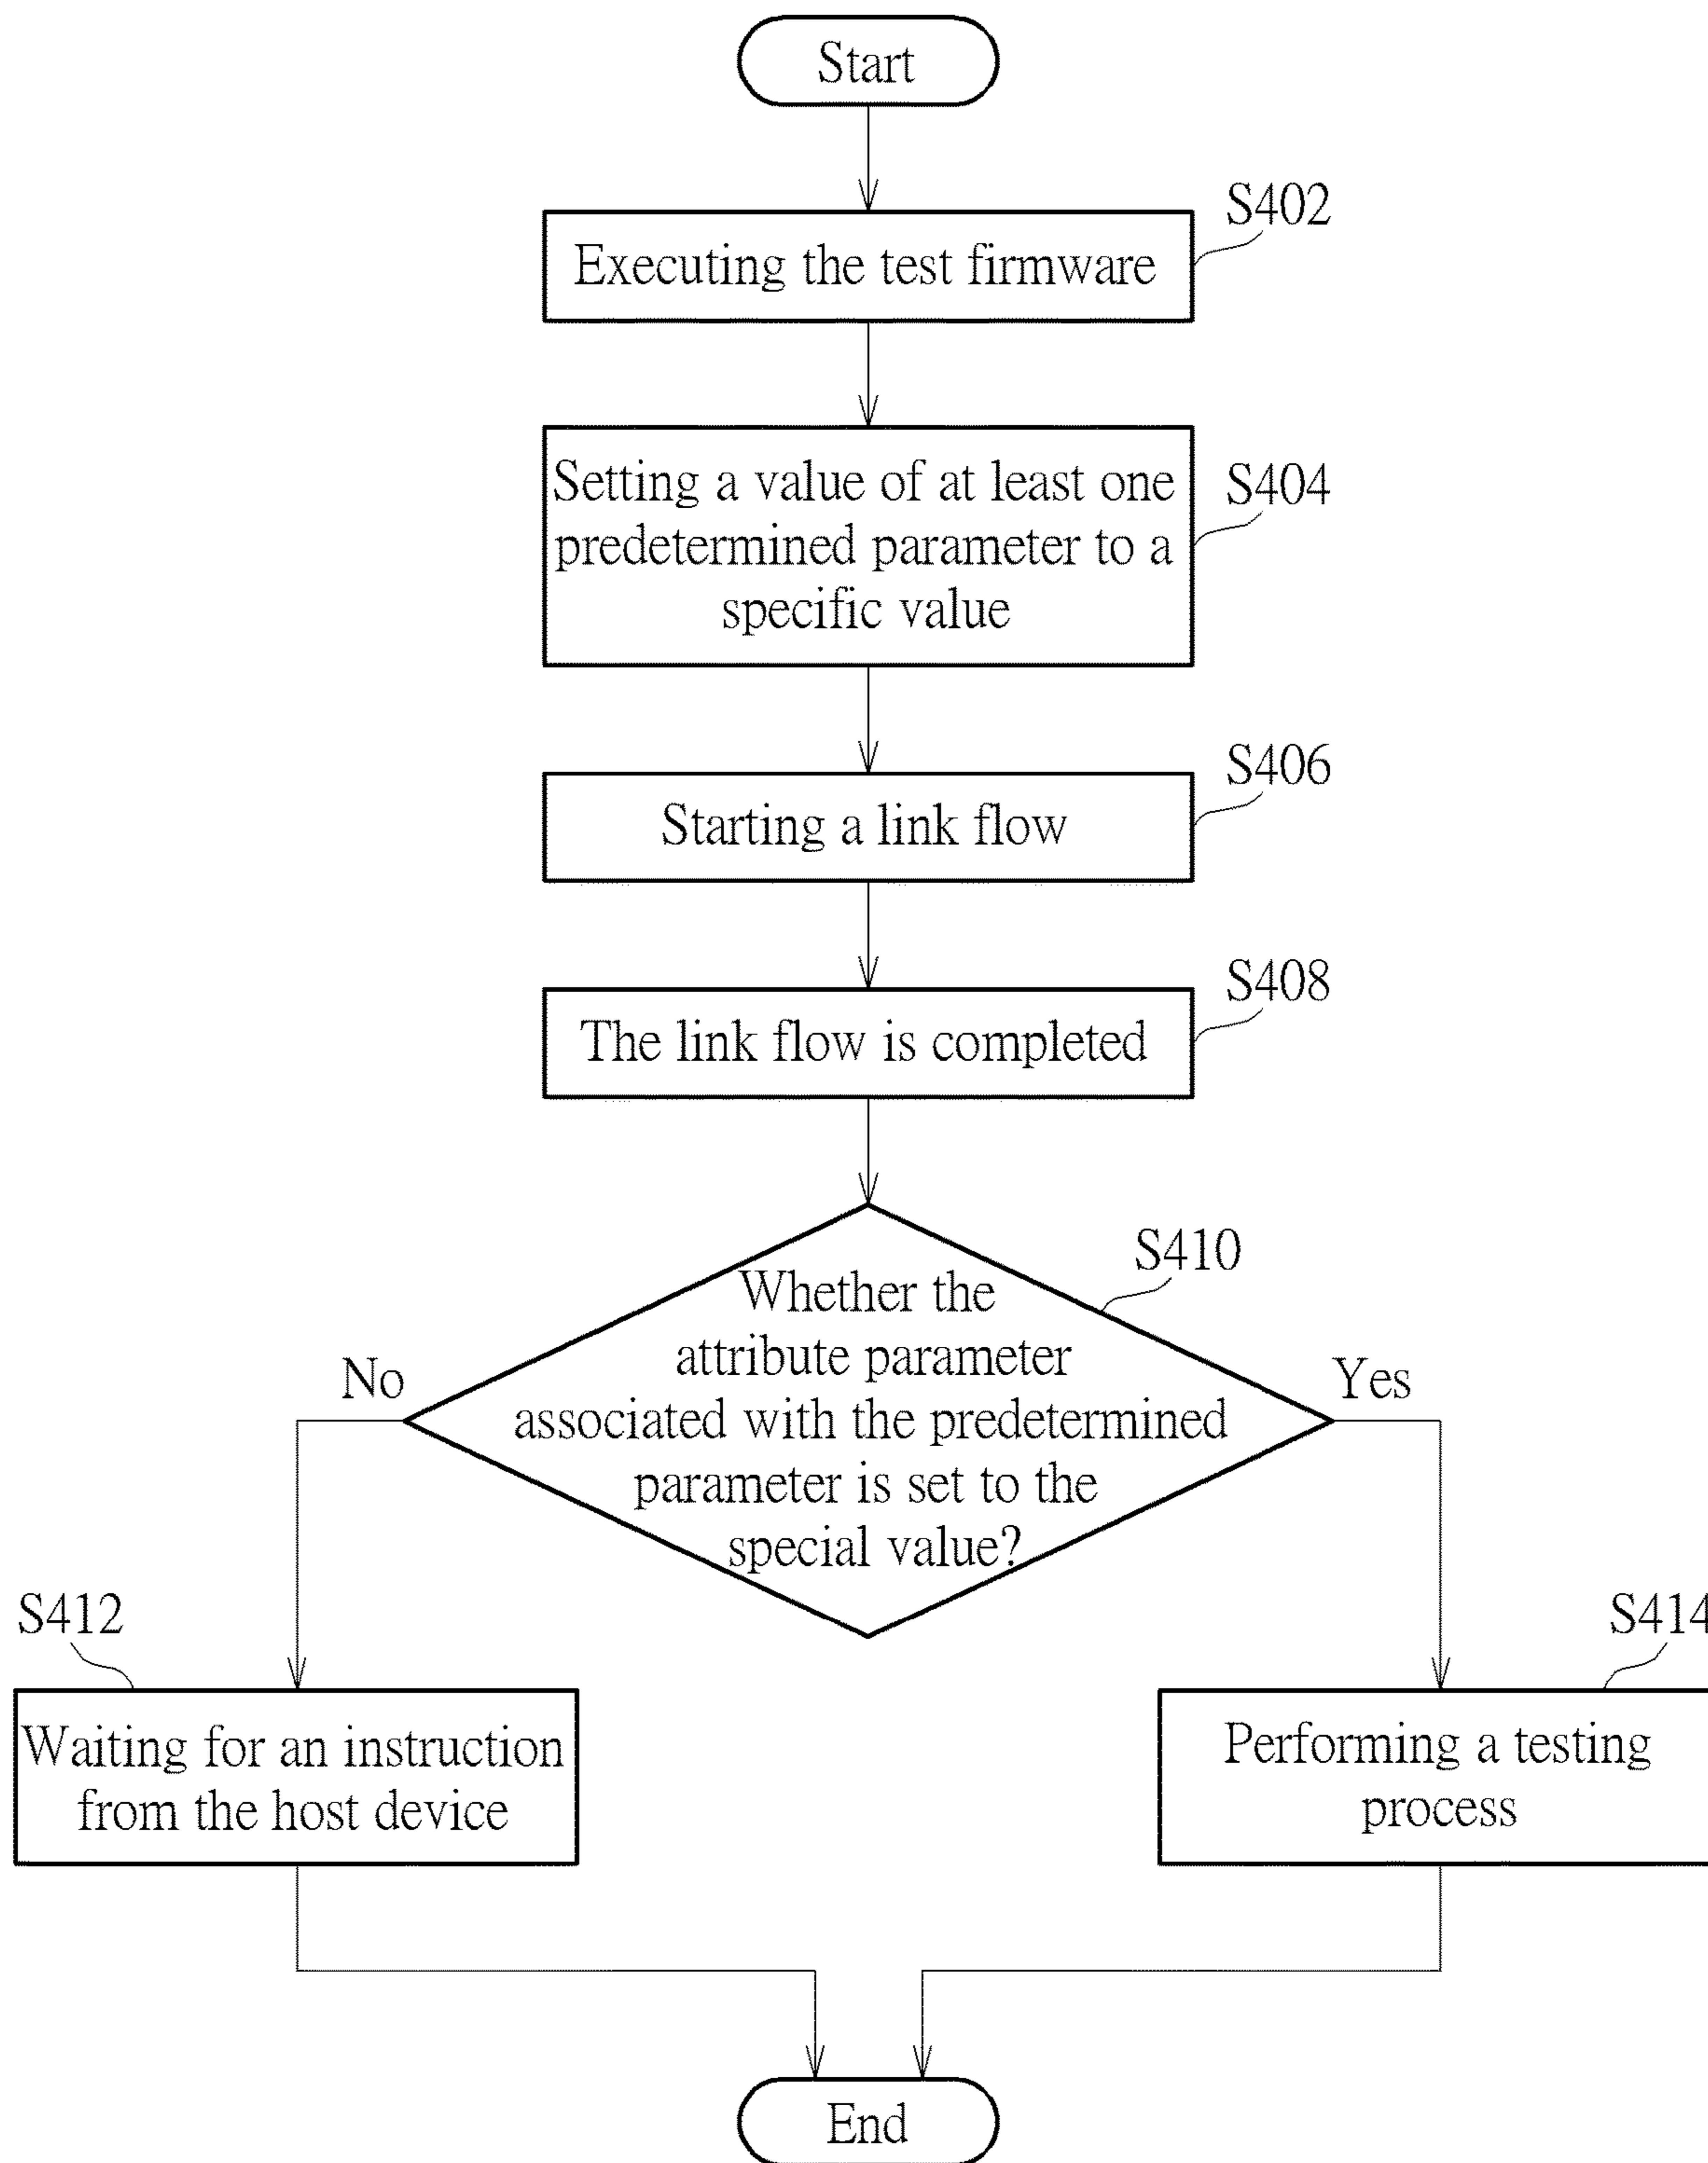 Start
S402
Executing the test firmware
S404
Setting a value of at least one
predetermined parameter to a
specific value
S406
Starting a link flow
S408
The link flow is completed
S410
Whether the
attribute parameter
associated with the predetermined
parameter is set to the
special value?
No
Yes
S412
Waiting for an instruction
from the host device
S414
Performing a testing
process
End